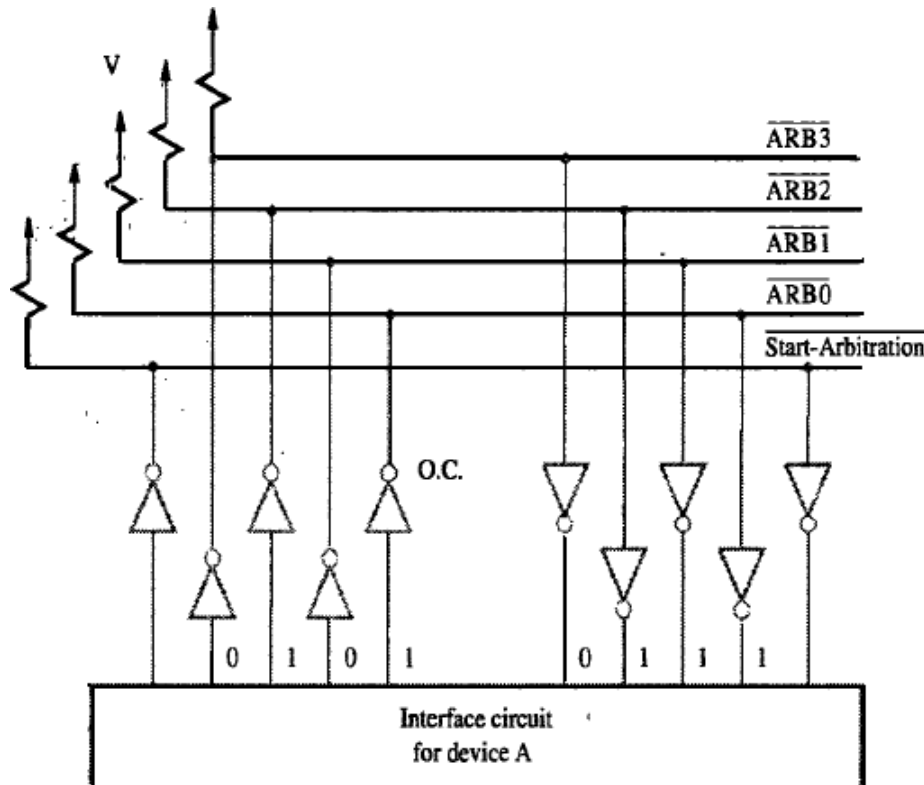 V
ARB3
ARB2
ARB1
ARB0
Start-Arbitration
O.C.
0 1 0 1 0 1 1 1
Interface circuit
for device A